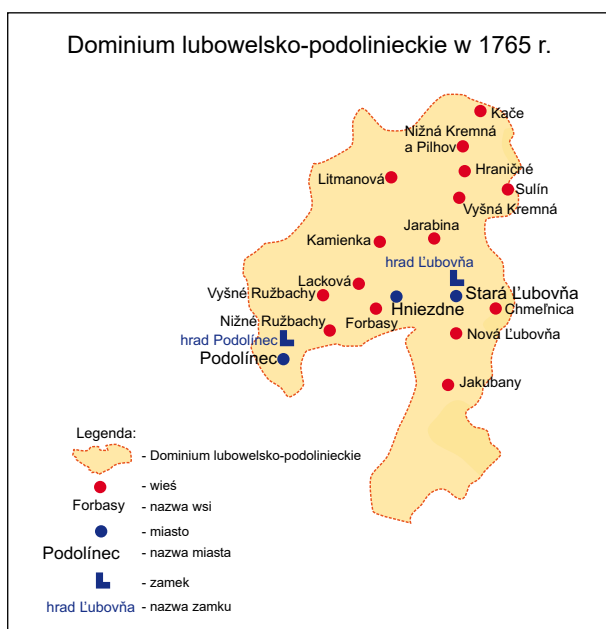 Dominium lubowelsko-podolinieckie w 1765 r.
Kače
Nižná Kremná
a Pilhov
Hraničné
Litmanová
Sulín
Vyšná Kremná
Jarabina
Kamienka
hrad Ľubovňa
Lacková
Vyšné Ružbachy
Stará Ľubovňa
Hniezdne
Chmeľnica
Forbasy
Nižné Ružbachy
Nová Ľubovňa
hrad Podolínec
Podolínec
Jakubany
Legenda:
- Dominium lubowelsko-podolinieckie
- wieś
Forbasy - nazwa wsi
- miasto
Podolínec - nazwa miasta
- zamek
hrad Ľubovňa - nazwa zamku